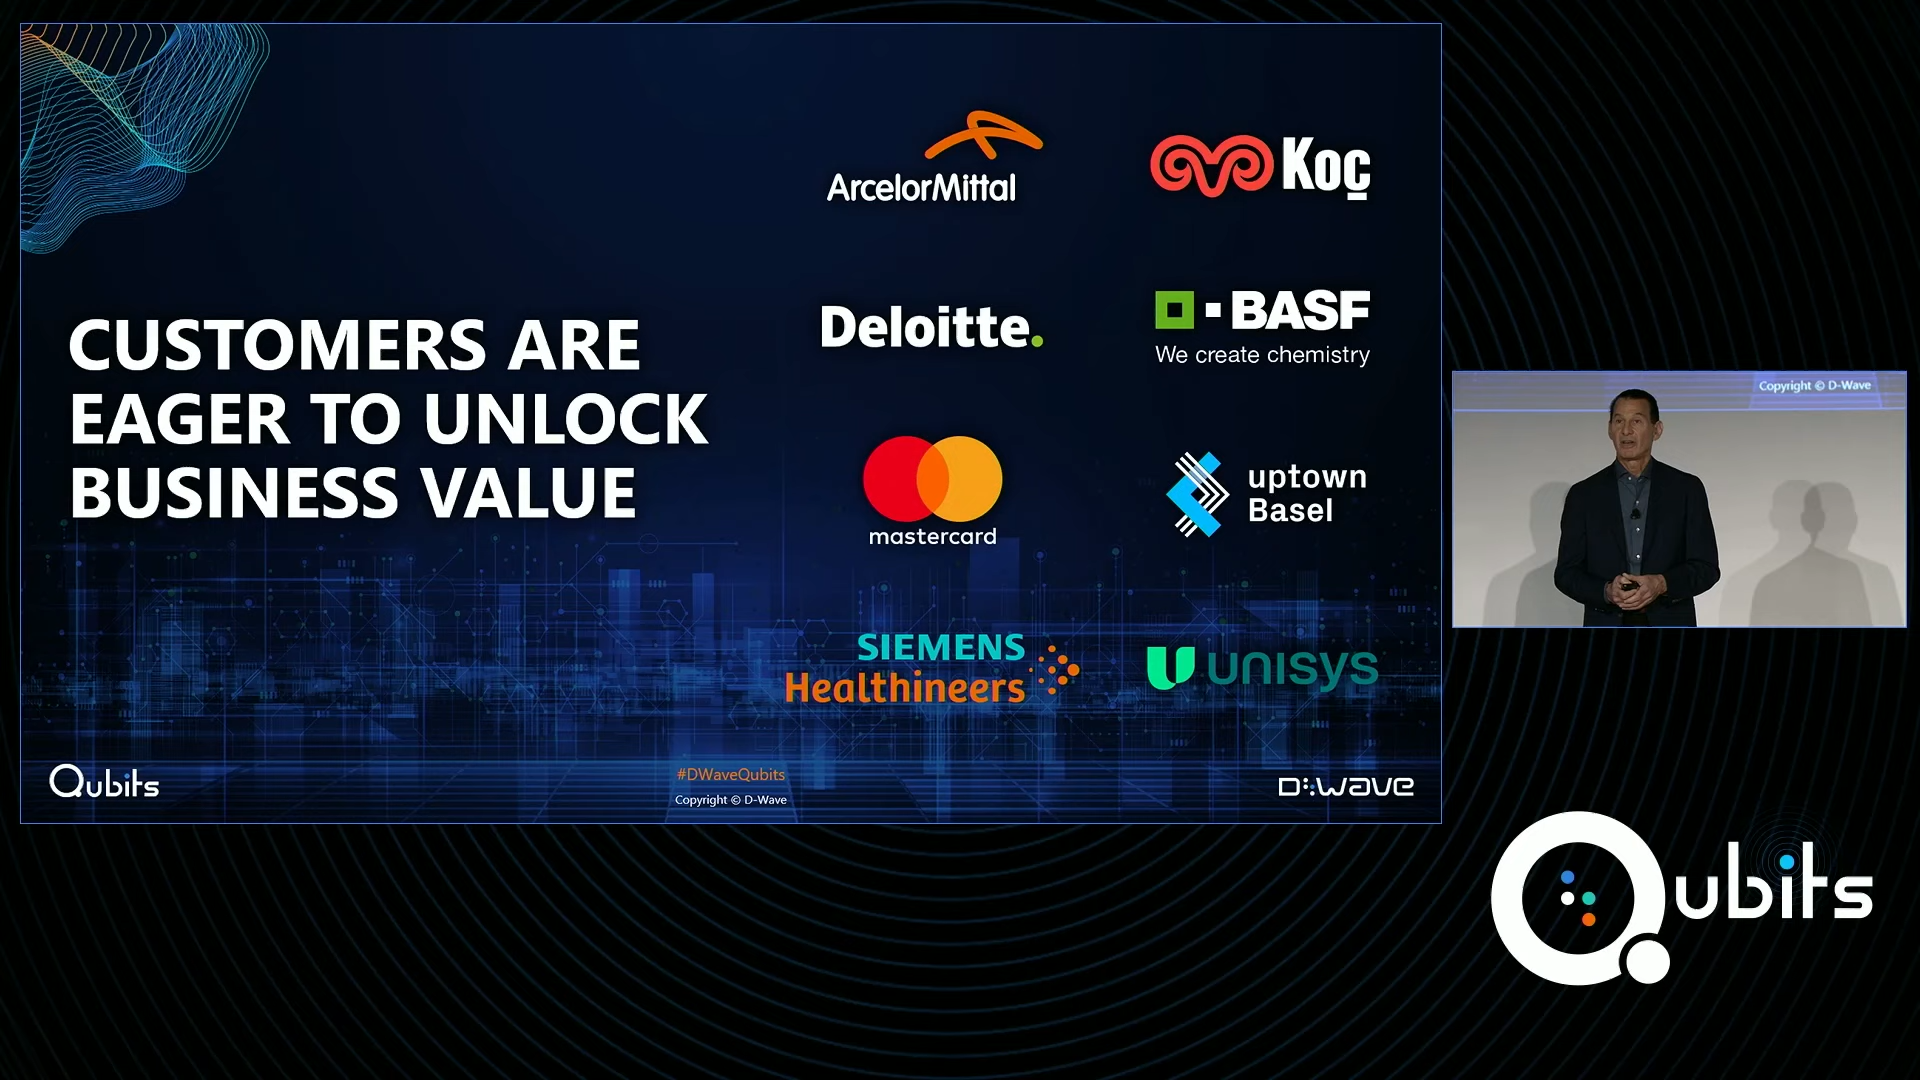 CUSTOMERS ARE
EAGER TO UNLOCK
BUSINESS VALUE
ArcelorMittal
Koç
Deloitte.
BASF
We create chemistry
mastercard
uptown
Basel
SIEMENS
Healthineers
U UNISYS
Qubits
#DWaveQubits
Copyright © D-Wave
D:WAVE
Copyright © D-Wave
Qubits